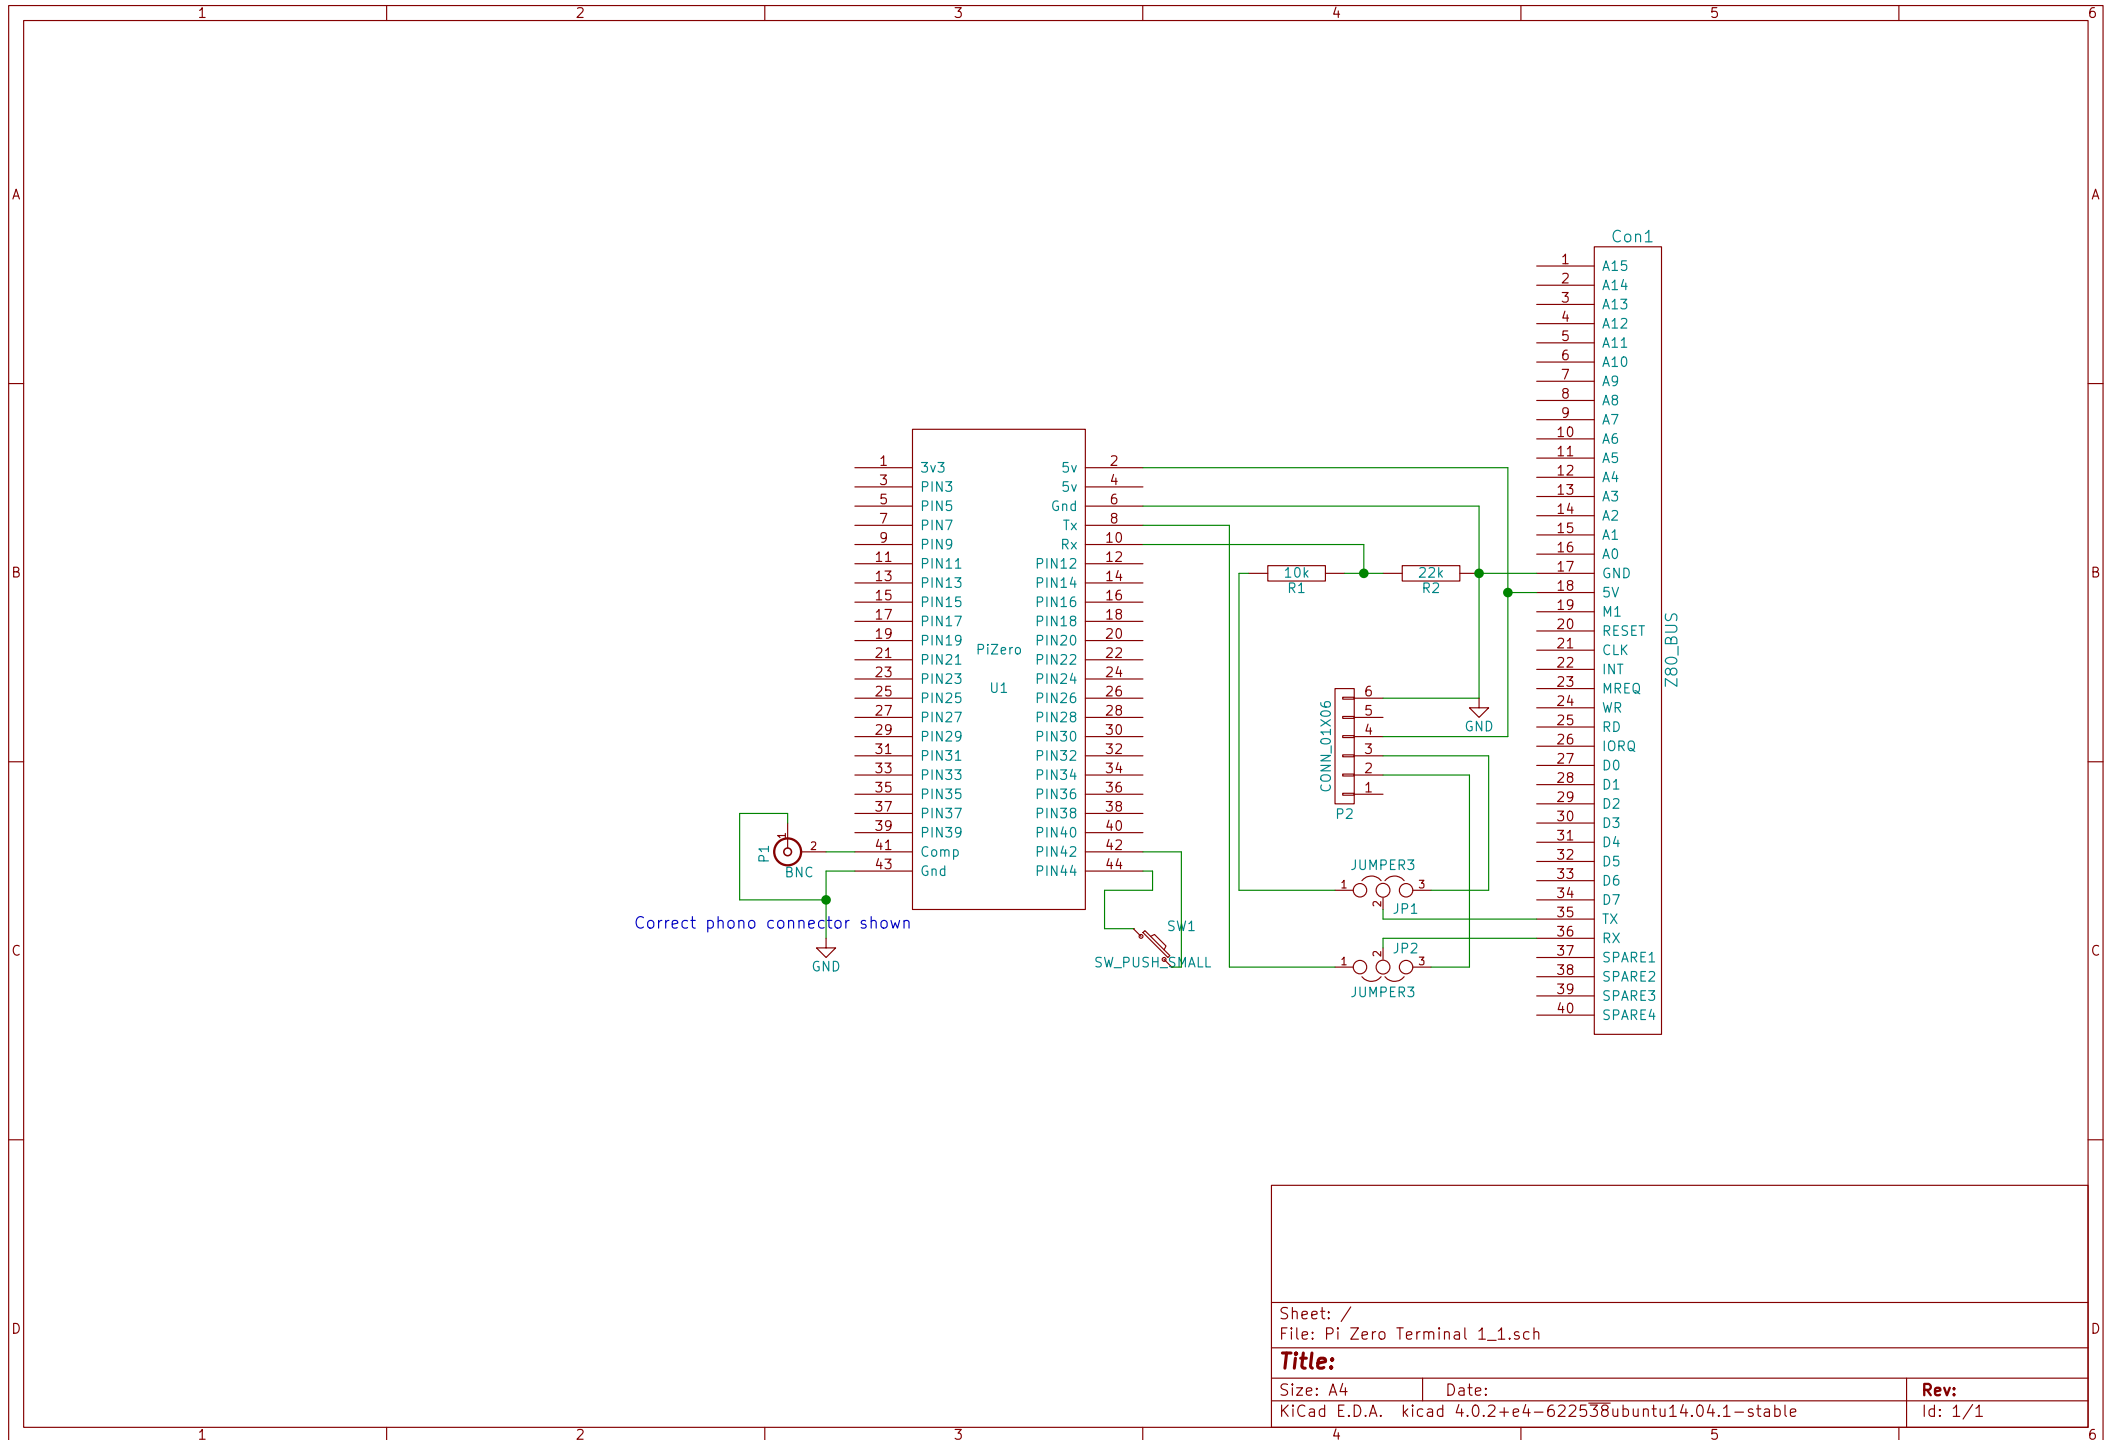 1 2 3 4 5 6
A A
B B
C C
D D
1 2 3 4 5 6
Con1
1 A15
2 A14
3 A13
4 A12
5 A11
6 A10
7 A9
8 A8
9 A7
10 A6
11 A5
12 A4
13 A3
14 A2
15 A1
16 A0
17 GND
18 5V
19 M1
20 RESET
21 CLK
22 INT
23 MREQ
24 WR
25 RD
26 IORQ
27 D0
28 D1
29 D2
30 D3
31 D4
32 D5
33 D6
34 D7
35 TX
36 RX
37 SPARE1
38 SPARE2
39 SPARE3
40 SPARE4
Z80_BUS
1 3v3 5v 2
3 PIN3 5v 4
5 PIN5 Gnd 6
7 PIN7 Tx 8
9 PIN9 Rx 10
11 PIN11 PIN12 12
13 PIN13 PIN14 14
15 PIN15 PIN16 16
17 PIN17 PIN18 18
19 PIN19 PIN20 20
21 PIN21 PIN22 22
23 PIN23 PIN24 24
25 PIN25 PIN26 26
27 PIN27 PIN28 28
29 PIN29 PIN30 30
31 PIN31 PIN32 32
33 PIN33 PIN34 34
35 PIN35 PIN36 36
37 PIN37 PIN38 38
39 PIN39 PIN40 40
41 Comp PIN42 42
43 Gnd PIN44 44
PiZero
U1
10k
R1
22k
R2
GND
CONN_01X06
6
5
4
3
2
1
P2
JUMPER3
1 2 3
JP1
JP2
1 2 3
JUMPER3
P1
1
2
BNC
Correct phono connector shown
GND
SW1
SW_PUSH_SMALL
Sheet: /
File: Pi Zero Terminal 1_1.sch
Title:
Size: A4 Date: Rev:
KiCad E.D.A. kicad 4.0.2+e4-622538ubuntu14.04.1-stable Id: 1/1